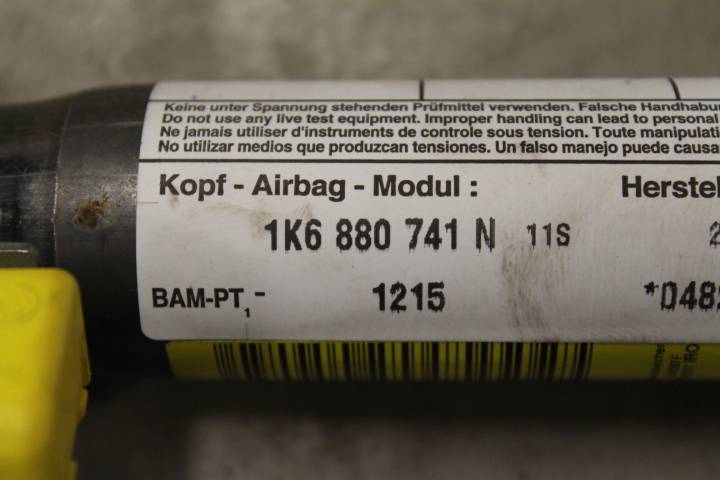 Keine unter Spannung stehenden Prüfmittel verwenden. Falsche Handhabu
Do not use any live test equipment. Improper handling can lead to personal
Ne jamais utiliser d'instruments de controle sous tension. Toute manipulati
No utilizar medios que produzcan tensiones. Un falso manejo puede causa
Kopf - Airbag - Modul : Herstel
1K6 880 741 N 11S 2
BAM-PT₁- 1215 *048